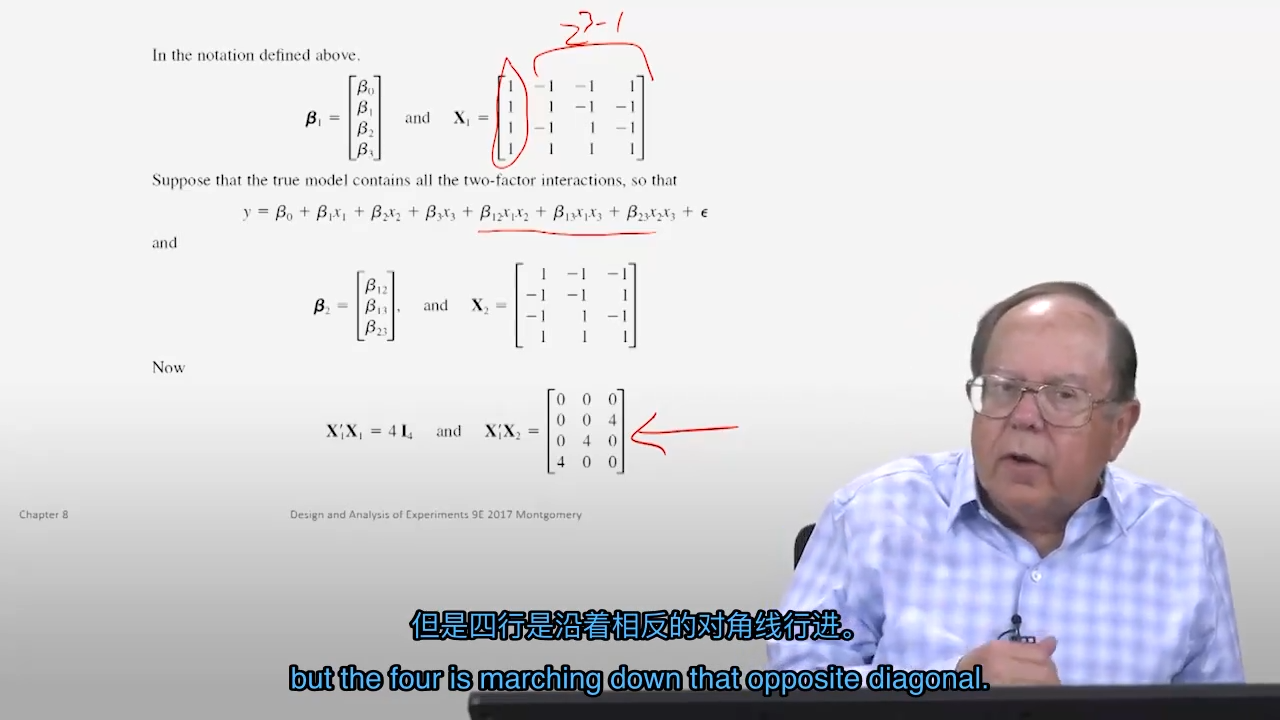 2^{3-1}
In the notation defined above.
β₁ = [β₀ β₁ β₂ β₃] and X₁ = [1 −1 −1 1
1 1 −1 −1
1 −1 1 −1
1 1 1 1]
Suppose that the true model contains all the two-factor interactions, so that
y = β₀ + β₁x₁ + β₂x₂ + β₃x₃ + β₁₂x₁x₂ + β₁₃x₁x₃ + β₂₃x₂x₃ + ϵ
and
β₂ = [β₁₂ β₁₃ β₂₃], and X₂ = [1 −1 −1
−1 −1 1
−1 1 −1
1 1 1]
Now
X′₁X₁ = 4 I₄ and X′₁X₂ = [0 0 0
0 0 4
0 4 0
4 0 0]
Chapter 8 Design and Analysis of Experiments 9E 2017 Montgomery
但是四行是沿着相反的对角线行进。
but the four is marching down that opposite diagonal.